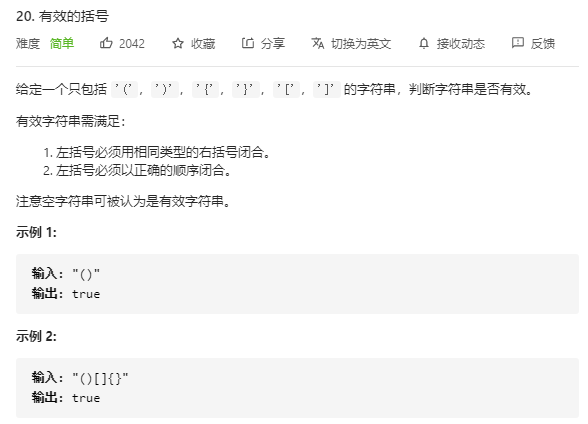 20. 有效的括号
难度 简单 2042 收藏 分享 切换为英文 接收动态 反馈
给定一个只包括 '('，')'，'{'，'}'，'['，']' 的字符串，判断字符串是否有效。
有效字符串需满足：
1. 左括号必须用相同类型的右括号闭合。
2. 左括号必须以正确的顺序闭合。
注意空字符串可被认为是有效字符串。
示例 1:
输入: "()"
输出: true
示例 2:
输入: "()[]{}"
输出: true